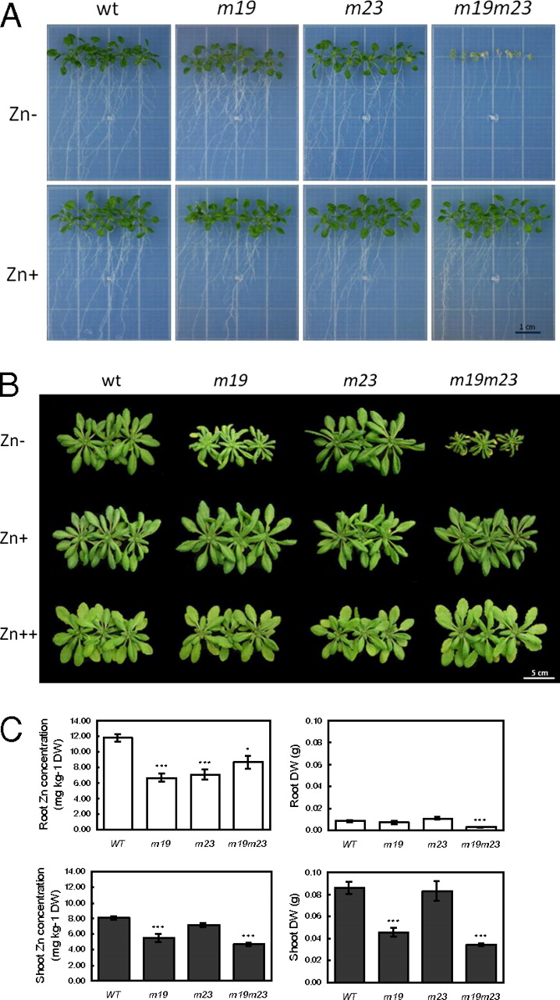 A
wt m19 m23 m19m23
Zn-
Zn+
1 cm
B
wt m19 m23 m19m23
Zn-
Zn+
Zn++
5 cm
C
Root Zn concentration
(mg kg-1 DW)
14.00
12.00
10.00
8.00
6.00
4.00
2.00
0.00
***
***
*
WT m19 m23 m19m23
Root DW (g)
0.10
0.08
0.06
0.04
0.02
0.00
***
WT m19 m23 m19m23
Shoot Zn concentration
(mg kg-1 DW)
14.00
12.00
10.00
8.00
6.00
4.00
2.00
0.00
***
***
WT m19 m23 m19m23
Shoot DW (g)
0.10
0.08
0.06
0.04
0.02
0.00
***
***
WT m19 m23 m19m23